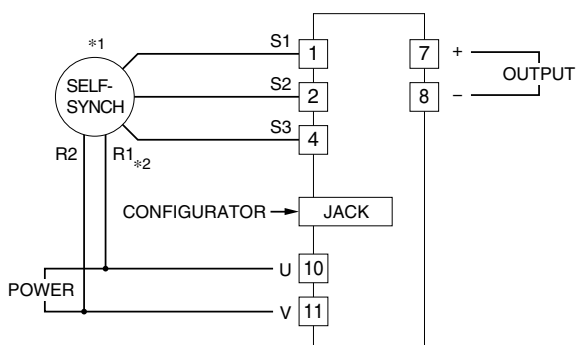 *1
SELF-
SYNCH
S1
1
S2
2
S3
4
R2
R1
*2
7
+
OUTPUT
8
–
CONFIGURATOR
JACK
POWER
U
10
V
11